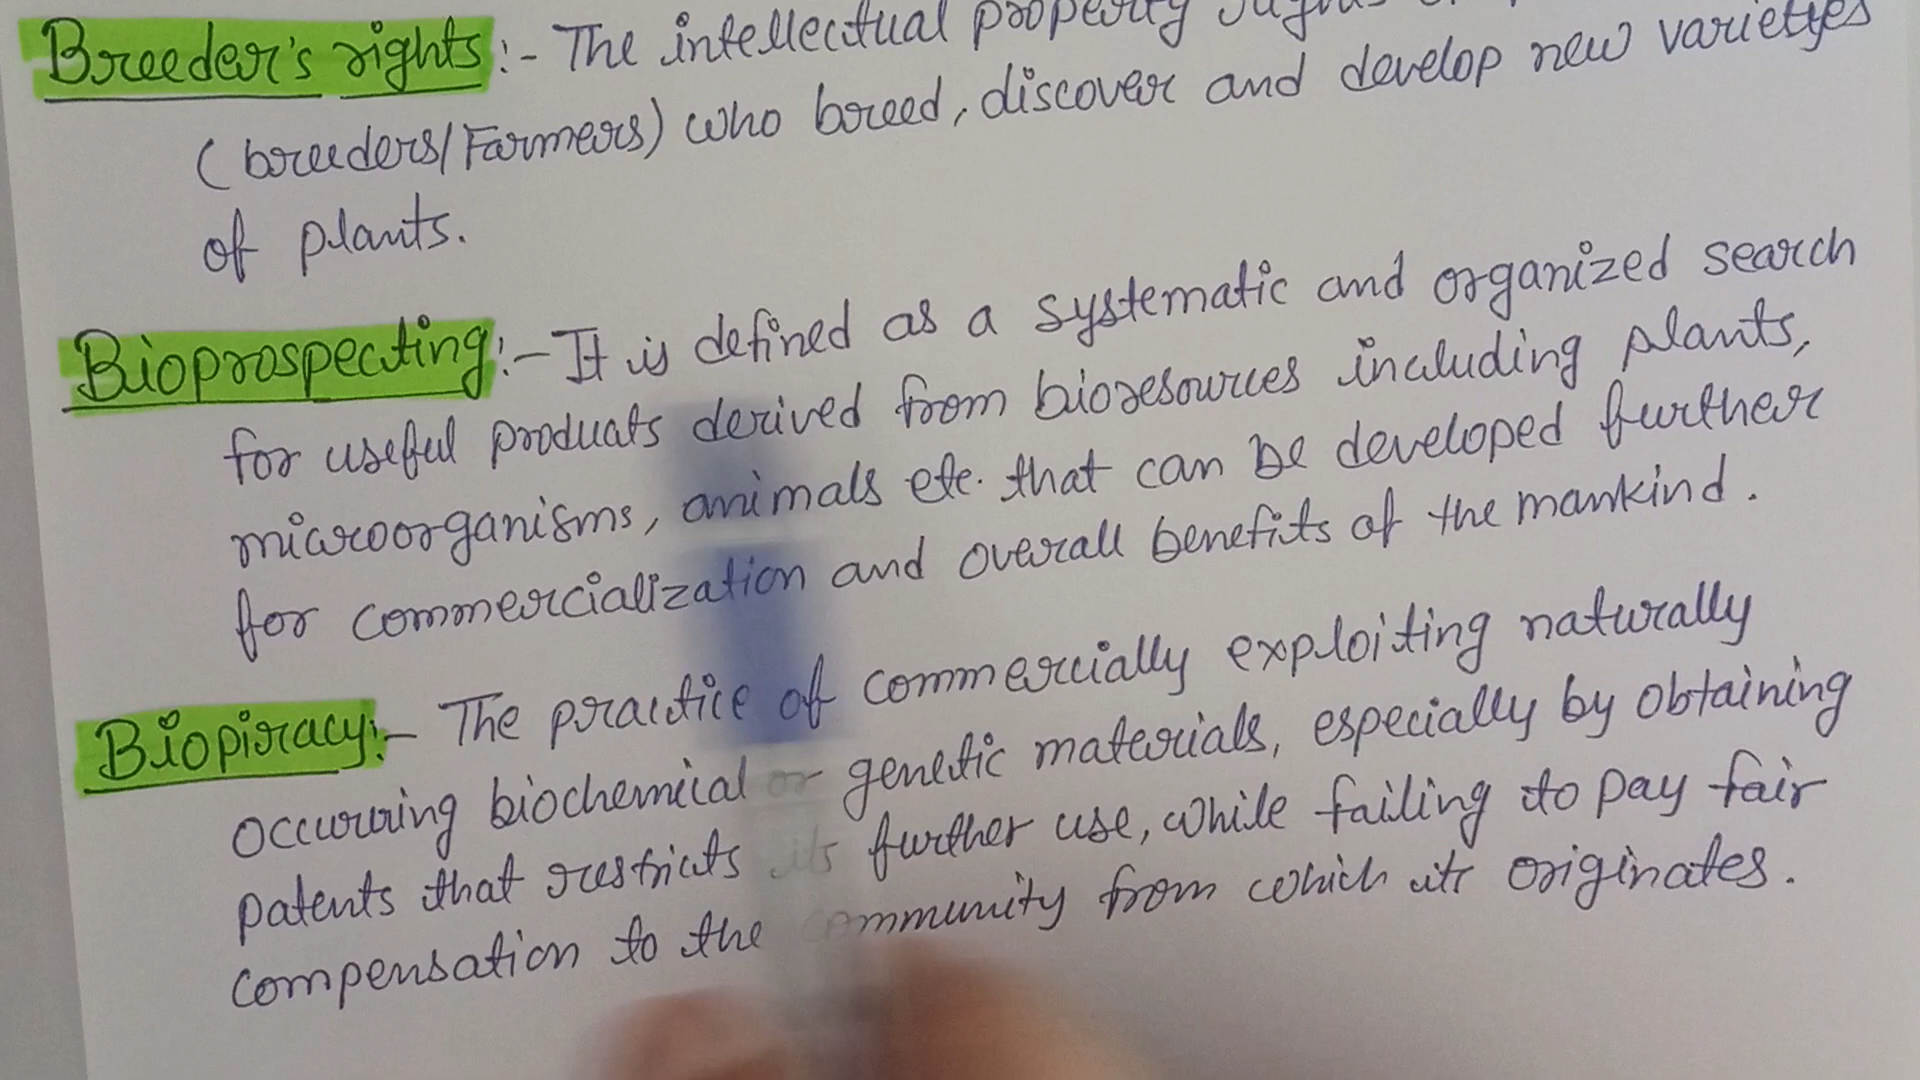 Breeder's rights :- The intellectual property rights
(breeders/Farmers) who breed, discover and develop new varieties
of plants.
Bioprospecting :- It is defined as a systematic and organized search
for useful products derived from bioresources including plants,
microorganisms, animals etc. that can be developed further
for commercialization and overall benefits of the mankind.
Biopiracy :- The practice of commercially exploiting naturally
occurring biochemical or genetic materials, especially by obtaining
patents that restricts its further use, while failing to pay fair
compensation to the community from which it originates.